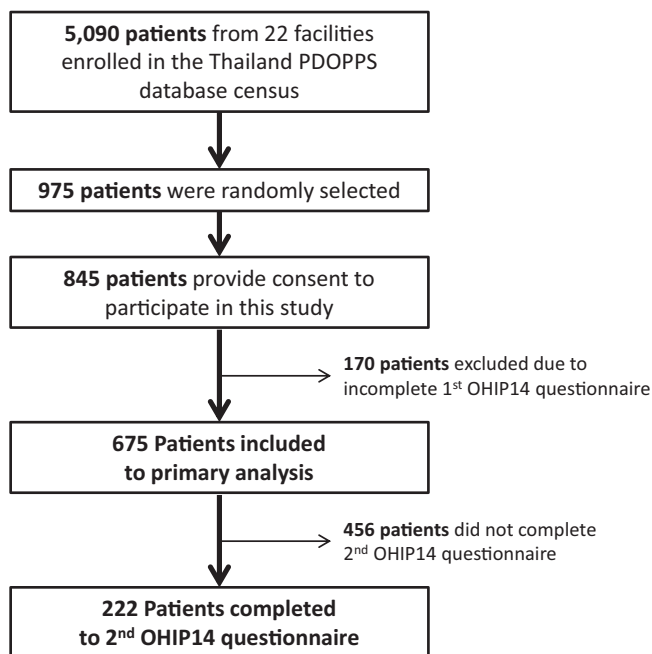 5,090 patients from 22 facilities
enrolled in the Thailand PDOPPS
database census
975 patients were randomly selected
845 patients provide consent to
participate in this study
170 patients excluded due to
incomplete 1st OHIP14 questionnaire
675 Patients included
to primary analysis
456 patients did not complete
2nd OHIP14 questionnaire
222 Patients completed
to 2nd OHIP14 questionnaire